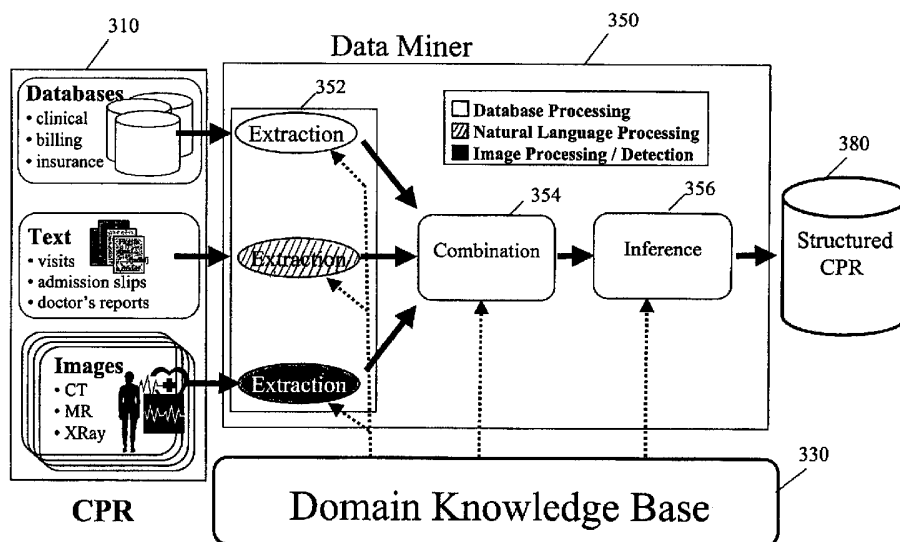 310
Data Miner
350
Databases
• clinical
• billing
• insurance
352
Extraction
Database Processing
Natural Language Processing
Image Processing / Detection
380
Text
• visits
• admission slips
• doctor's reports
Extraction
354
Combination
356
Inference
Structured
CPR
Images
• CT
• MR
• XRay
Extraction
CPR
Domain Knowledge Base
330